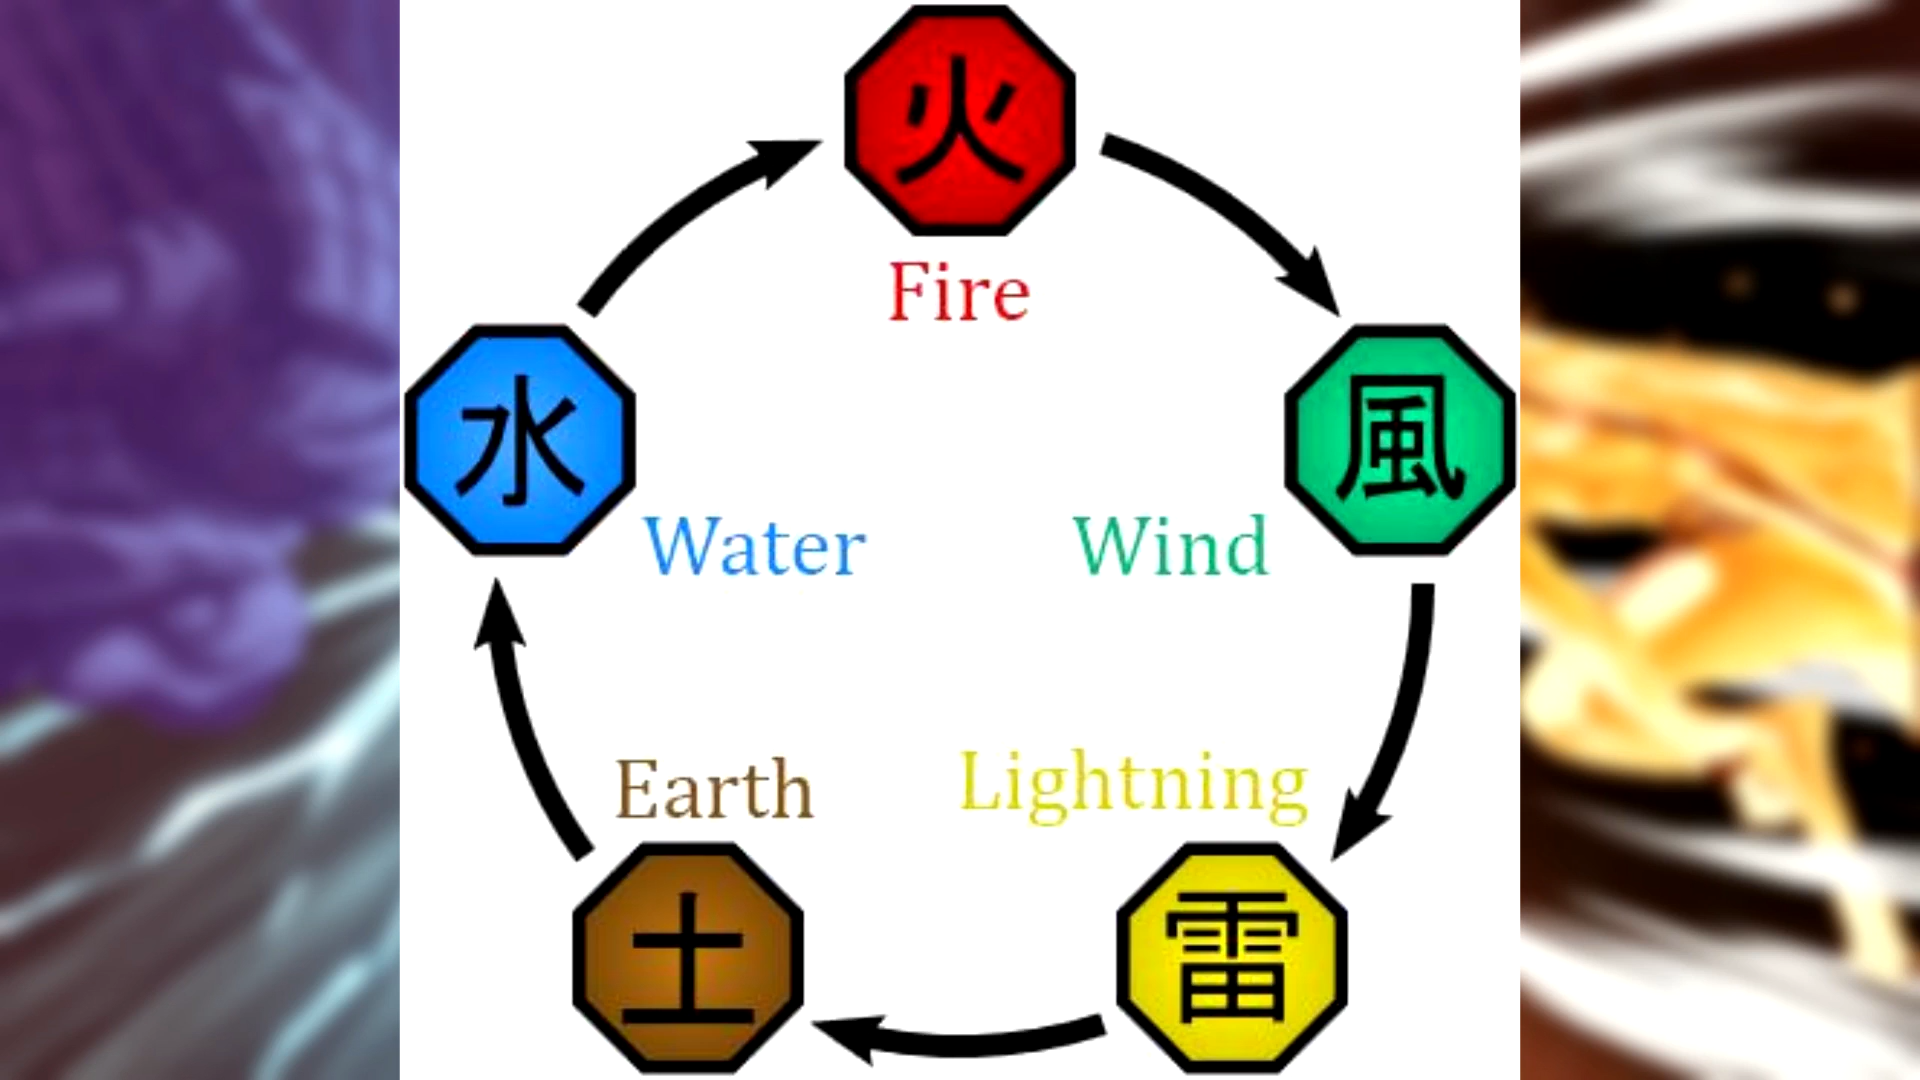 火
Fire
水
風
Water
Wind
Earth
Lightning
土
雷